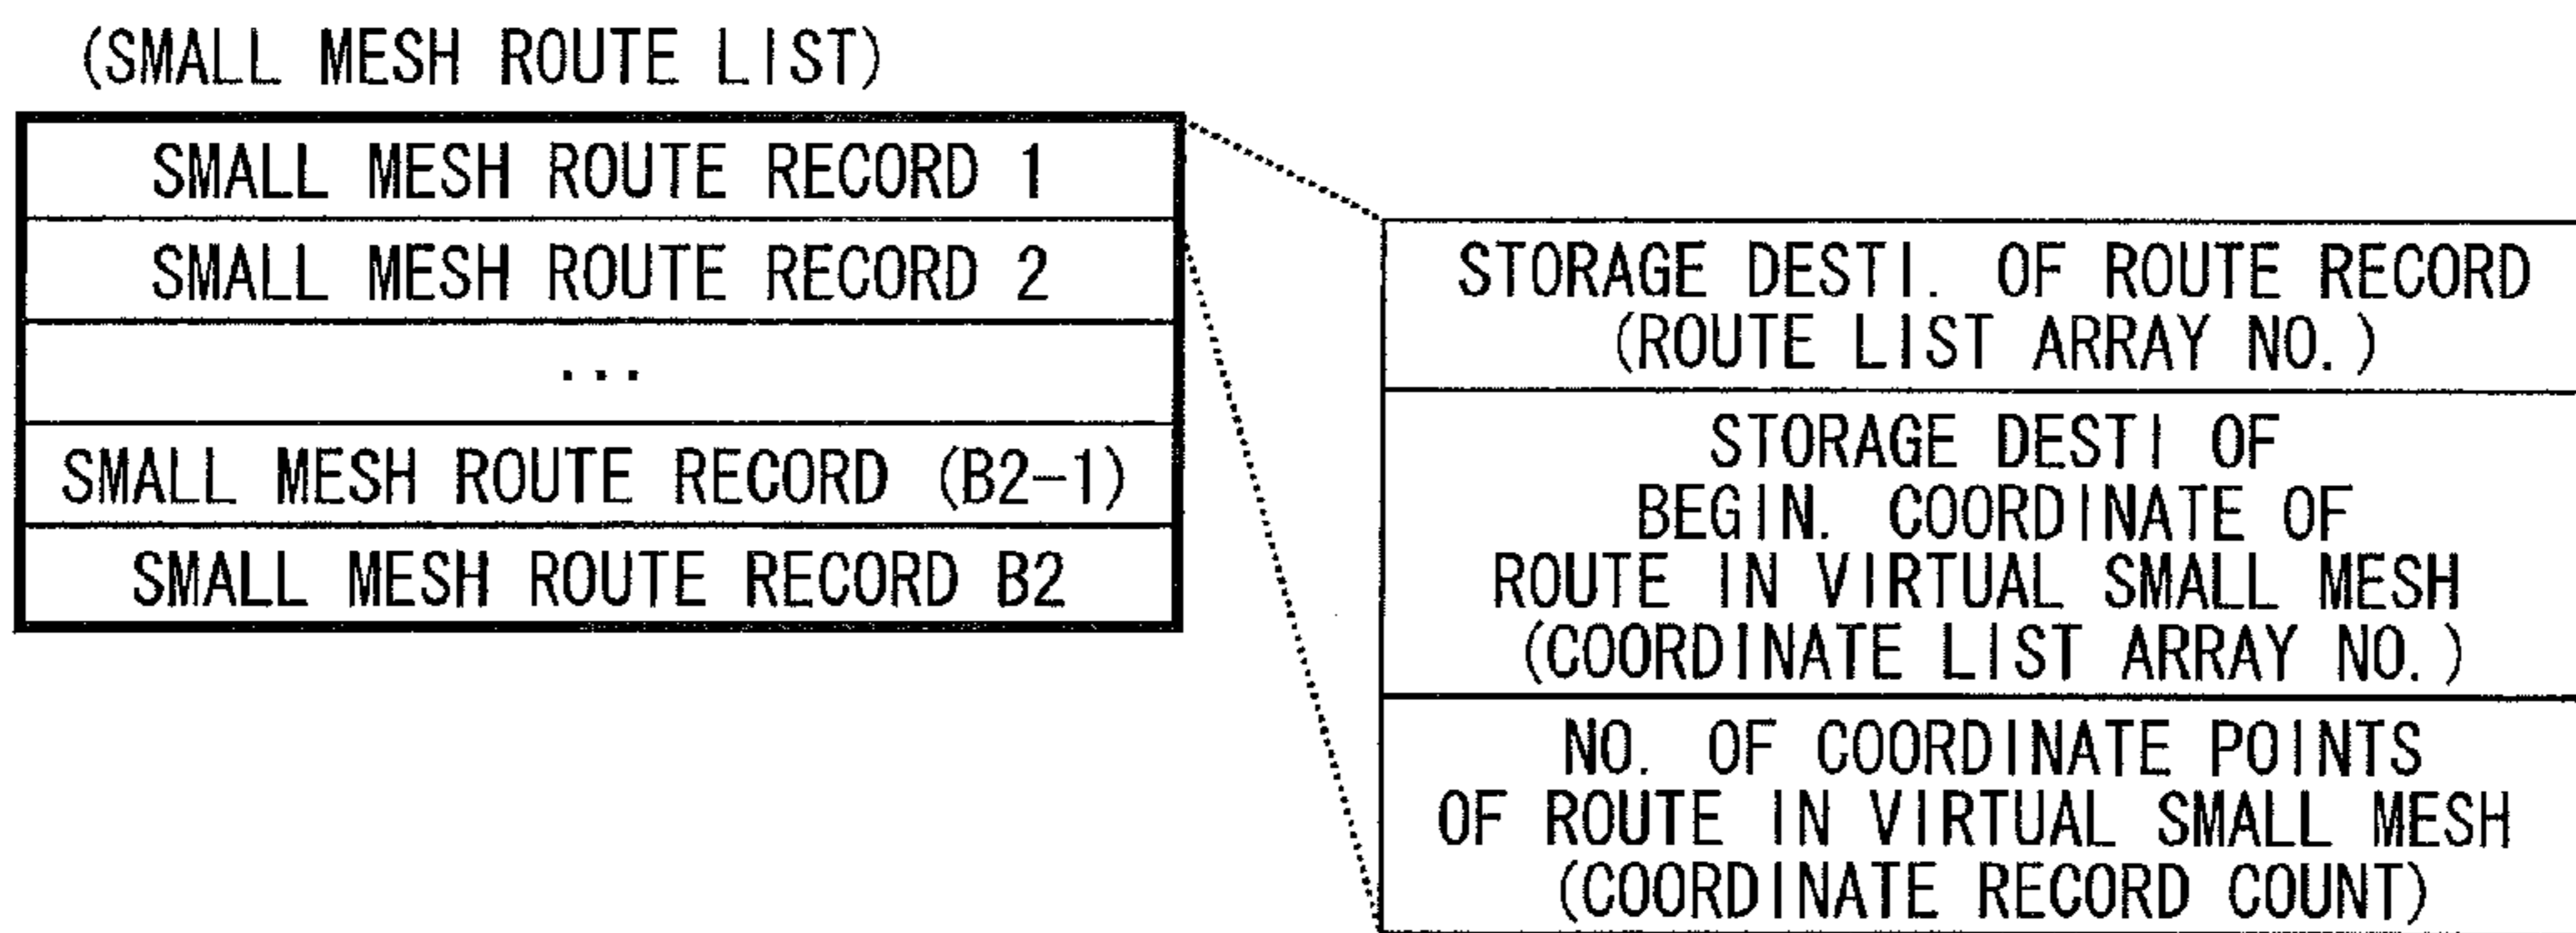 (SMALL MESH ROUTE LIST)
SMALL MESH ROUTE RECORD 1
SMALL MESH ROUTE RECORD 2
...
SMALL MESH ROUTE RECORD (B2-1)
SMALL MESH ROUTE RECORD B2
STORAGE DESTI. OF ROUTE RECORD
(ROUTE LIST ARRAY NO.)
STORAGE DESTI OF
BEGIN. COORDINATE OF
ROUTE IN VIRTUAL SMALL MESH
(COORDINATE LIST ARRAY NO.)
NO. OF COORDINATE POINTS
OF ROUTE IN VIRTUAL SMALL MESH
(COORDINATE RECORD COUNT)